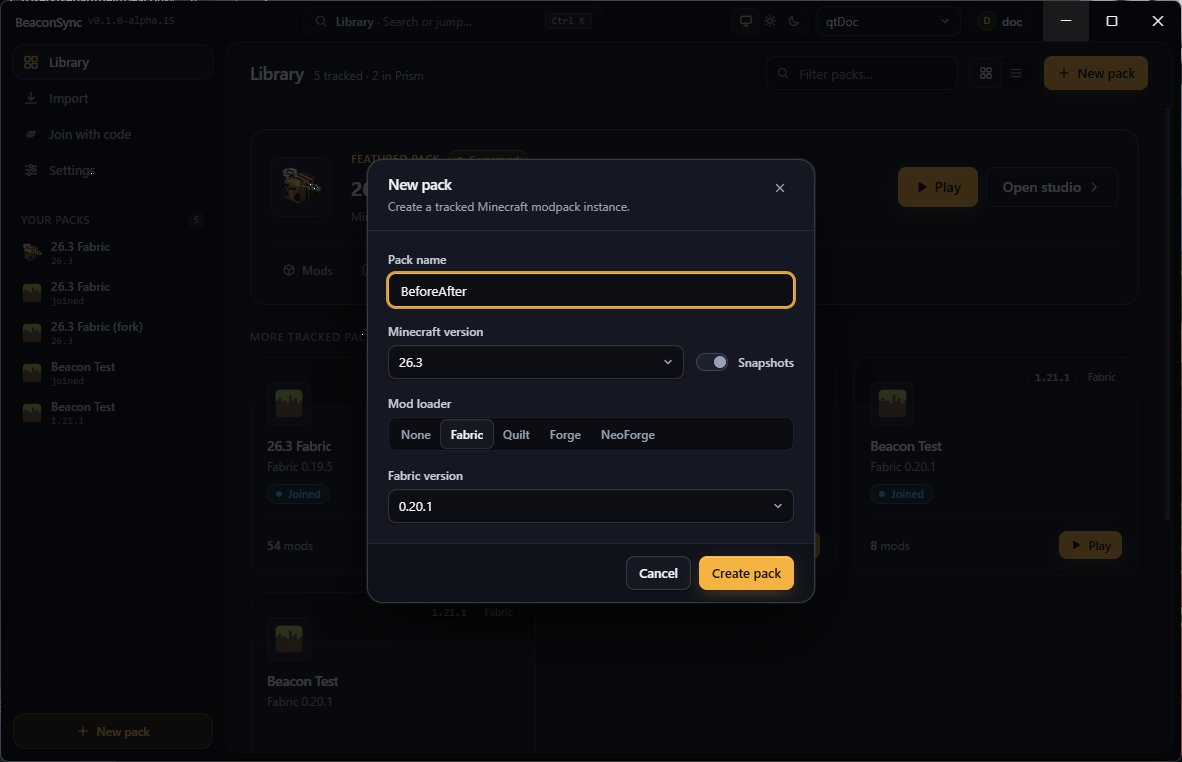 BeaconSync v0.1.0-alpha.15
Library · Search or jump... Ctrl K
qtDoc
D doc
Library
Import
Join with code
Settings
YOUR PACKS 5
26.3 Fabric
26.3
26.3 Fabric
joined
26.3 Fabric (fork)
26.3
Beacon Test
joined
Beacon Test
1.21.1
+ New pack
Library 5 tracked · 2 in Prism
Filter packs...
+ New pack
FEATURED PACK
Play
Open studio
Mods
MORE TRACKED
26.3 Fabric
Fabric 0.19.5
Joined
54 mods
1.21.1 Fabric
Beacon Test
Fabric 0.20.1
Joined
8 mods
Play
1.21.1 Fabric
Beacon Test
Fabric 0.20.1
New pack
Create a tracked Minecraft modpack instance.
Pack name
BeforeAfter
Minecraft version
26.3
Snapshots
Mod loader
None Fabric Quilt Forge NeoForge
Fabric version
0.20.1
Cancel
Create pack